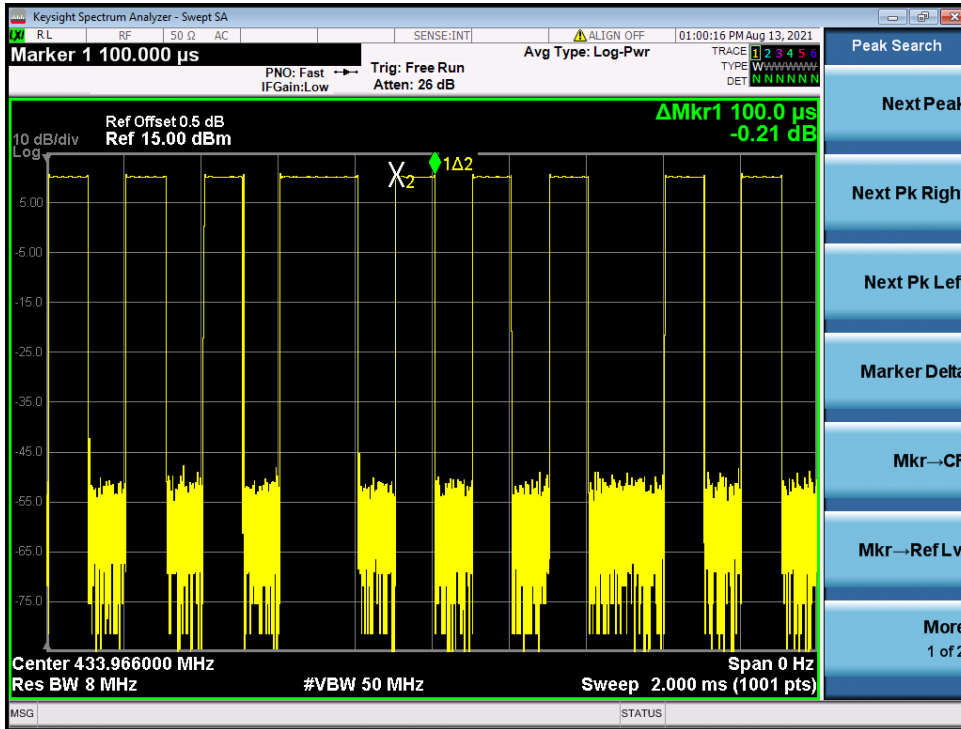 Keysight Spectrum Analyzer - Swept SA
LXI RL RF 50 Ω AC SENSE:INT ALIGN OFF 01:00:16 PM Aug 13, 2021
Marker 1 100.000 µs
PNO: Fast
IFGain:Low
Trig: Free Run
Atten: 26 dB
Avg Type: Log-Pwr
TRACE 1 2 3 4 5 6
TYPE WWWWWW
DET N N N N N N
Ref Offset 0.5 dB
10 dB/div Ref 15.00 dBm
Log
ΔMkr1 100.0 µs
-0.21 dB
X2
1Δ2
5.00
-5.00
-15.0
-25.0
-35.0
-45.0
-55.0
-65.0
-75.0
Center 433.966000 MHz Span 0 Hz
Res BW 8 MHz #VBW 50 MHz Sweep 2.000 ms (1001 pts)
MSG STATUS
Peak Search
Next Peak
Next Pk Righ
Next Pk Lef
Marker Delta
Mkr→CF
Mkr→Ref Lv
More
1 of 2